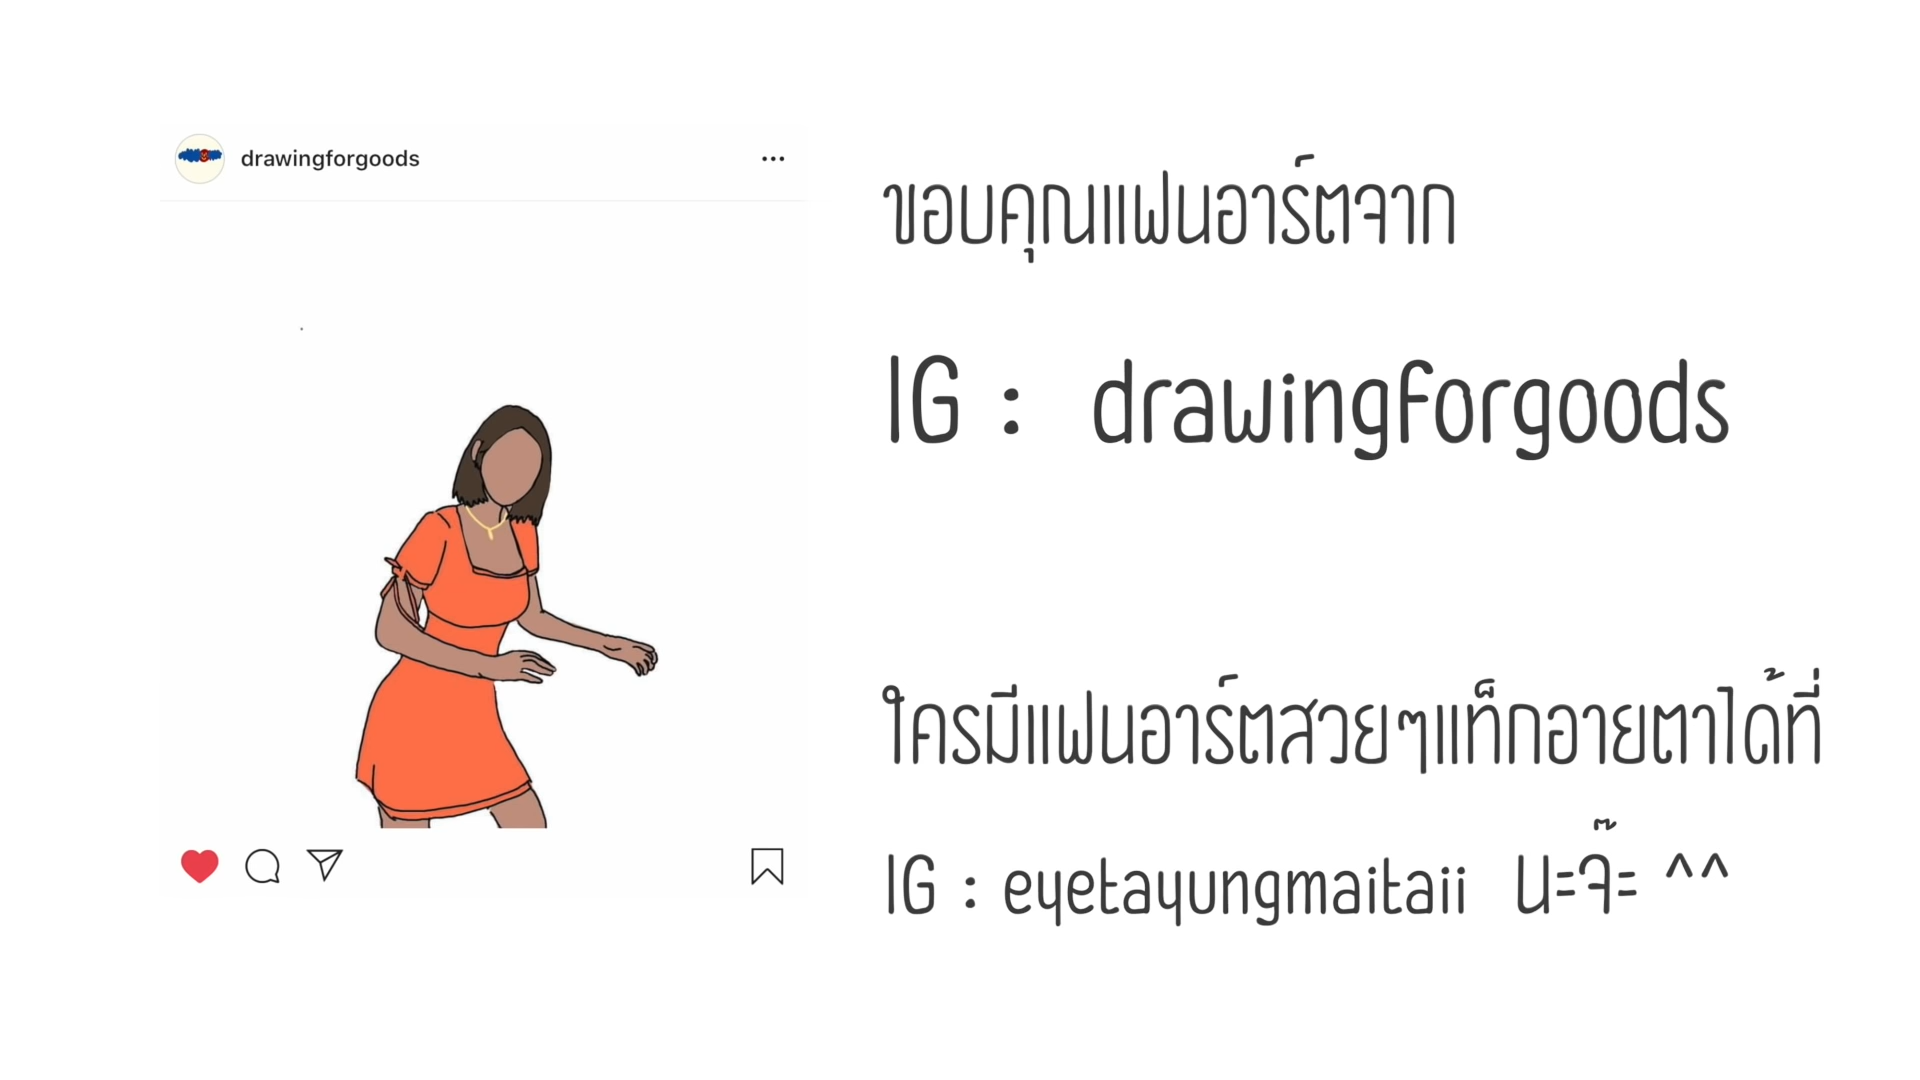 drawingforgoods
ขอบคุณแฟนอาร์ตจาก
IG : drawingforgoods
ใครมีแฟนอาร์ตสวยๆแท็กอายตาได้ที่
IG : eyetayungmaitaii นะจ๊ะ ^^